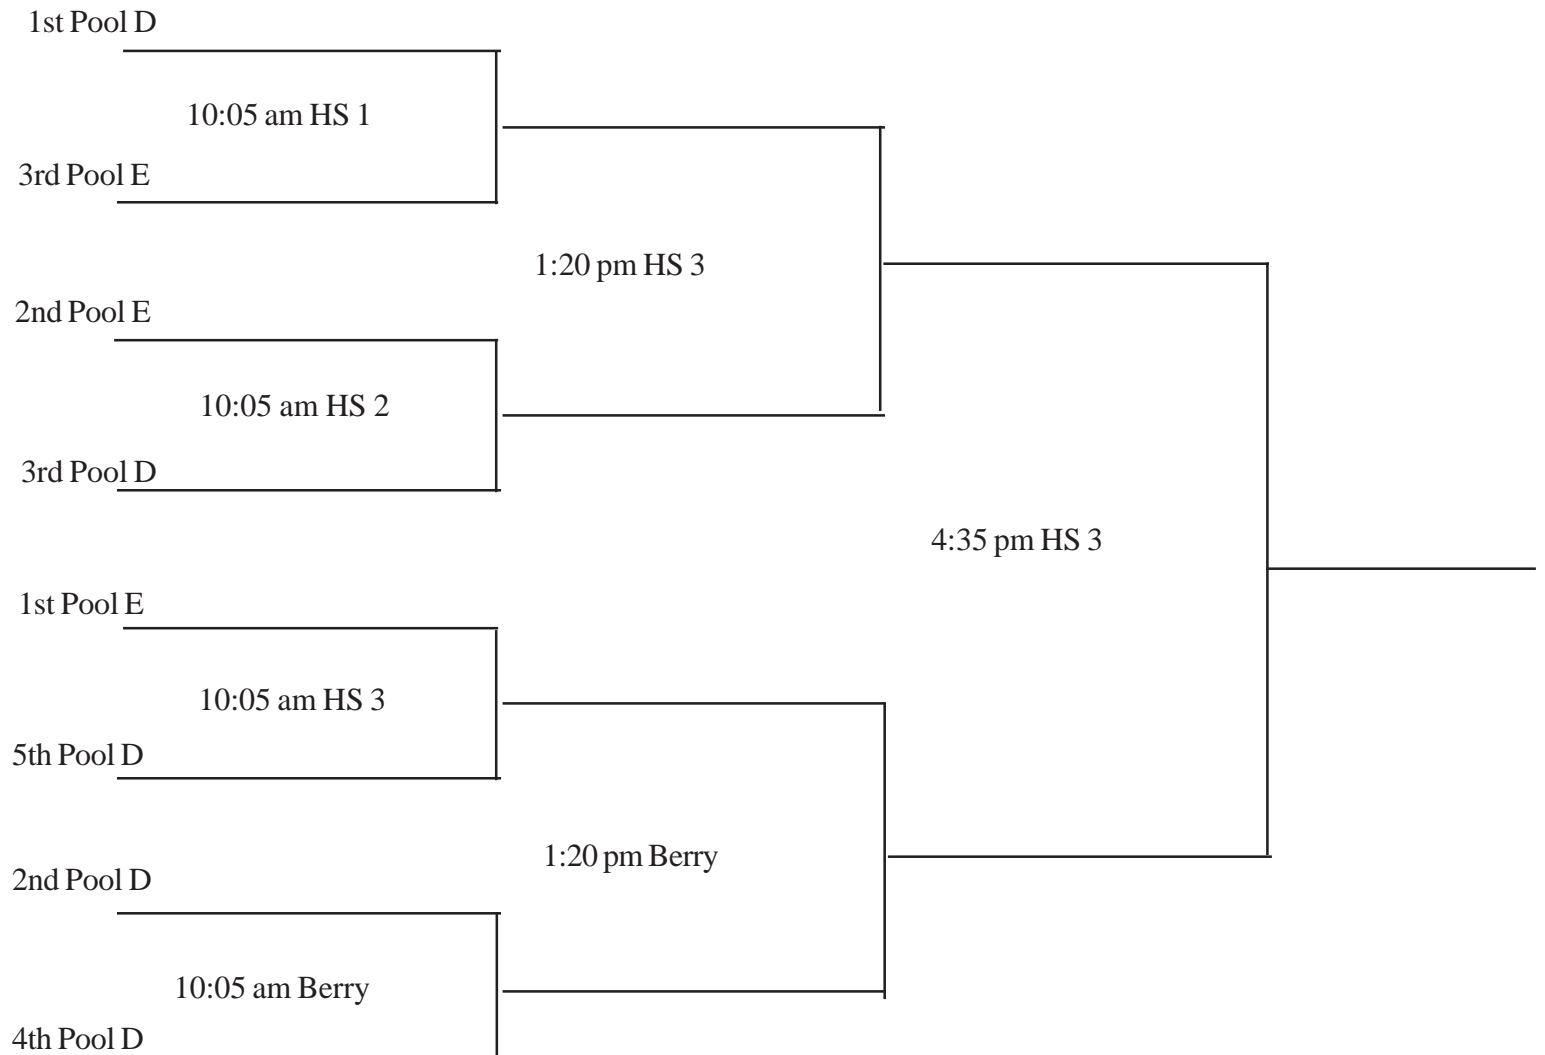 1st Pool D
10:05 am HS 1
3rd Pool E
1:20 pm HS 3
2nd Pool E
10:05 am HS 2
3rd Pool D
4:35 pm HS 3
1st Pool E
10:05 am HS 3
5th Pool D
1:20 pm Berry
2nd Pool D
10:05 am Berry
4th Pool D